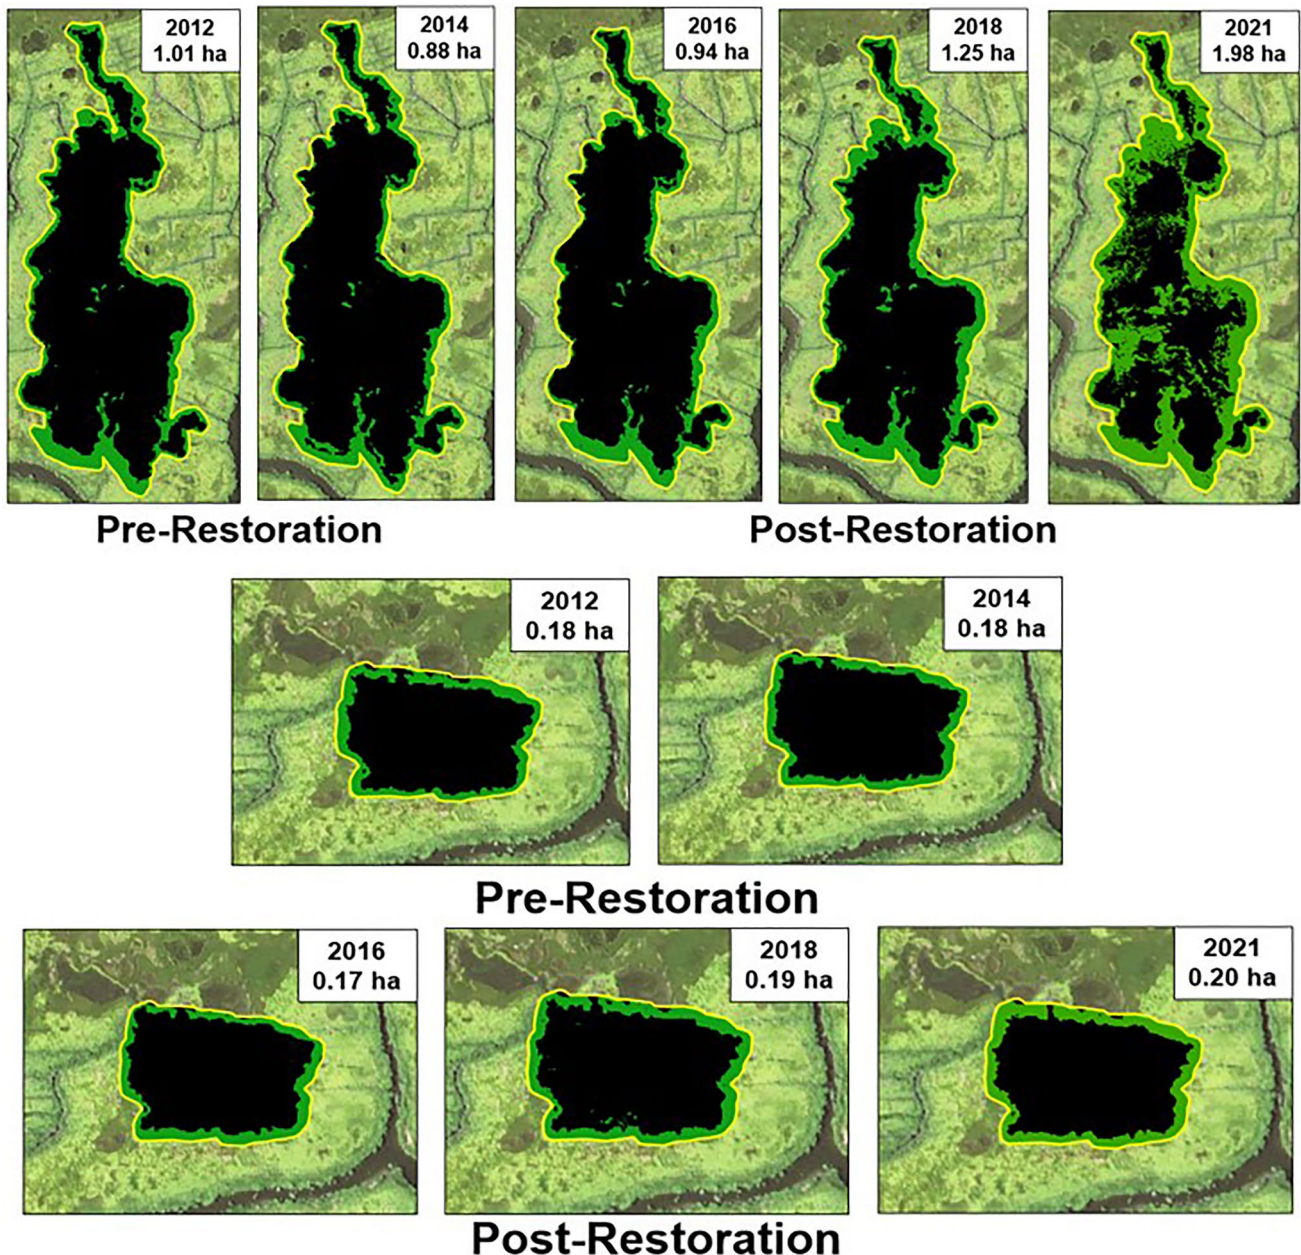 2012
1.01 ha
2014
0.88 ha
2016
0.94 ha
2018
1.25 ha
2021
1.98 ha
Pre-Restoration
Post-Restoration
2012
0.18 ha
2014
0.18 ha
Pre-Restoration
2016
0.17 ha
2018
0.19 ha
2021
0.20 ha
Post-Restoration